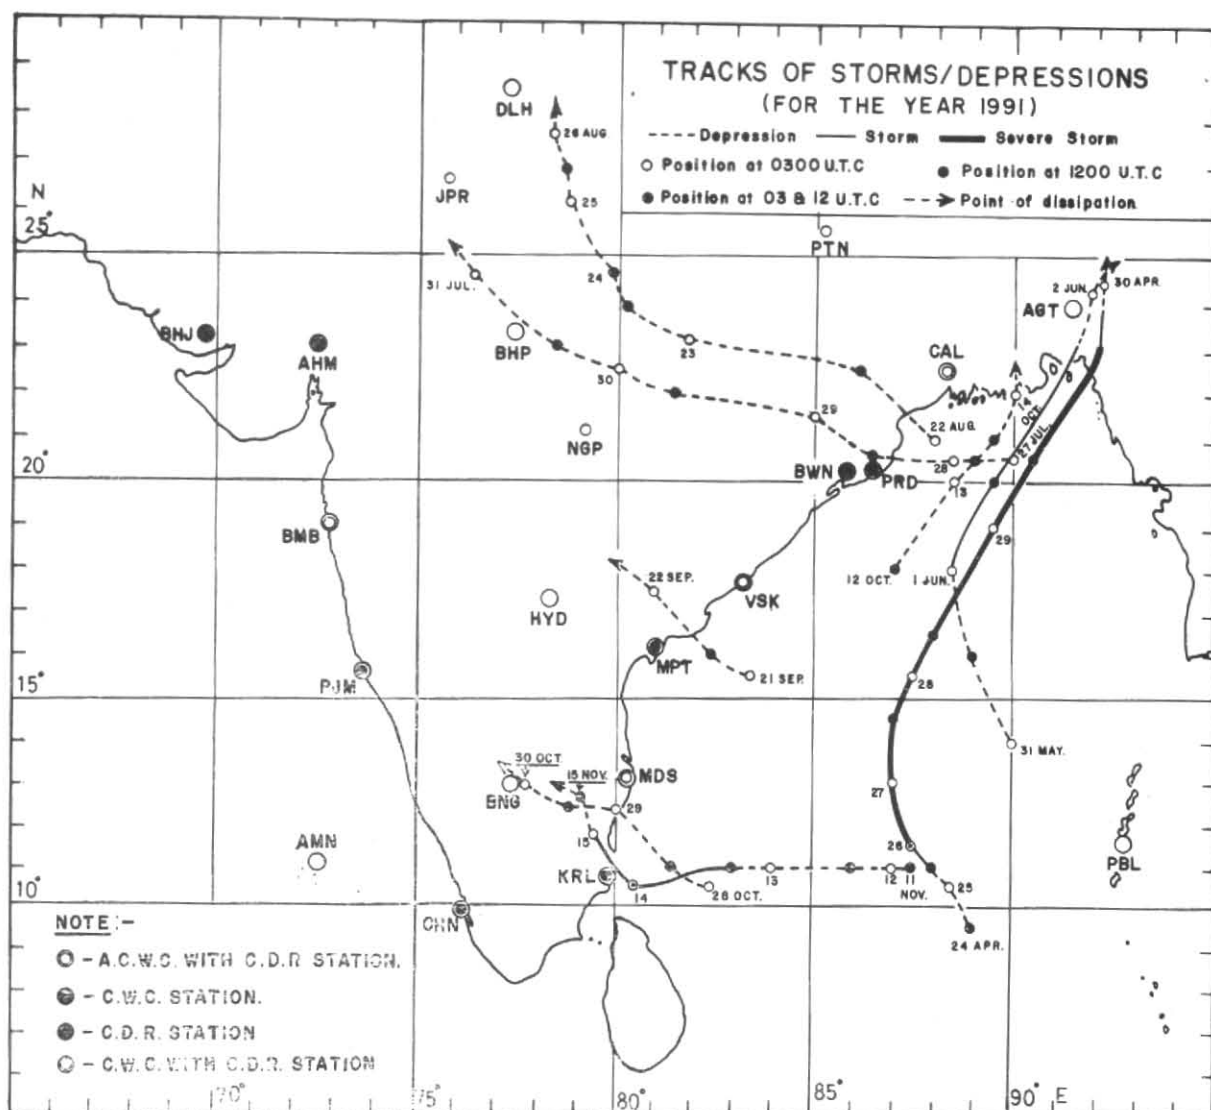 TRACKS OF STORMS/DEPRESSIONS
(FOR THE YEAR 1991)
Depression Storm Severe Storm
Position at 0300 U.T.C Position at 1200 U.T.C
Position at 03 & 12 U.T.C Point of dissipation
N
25°
20°
15°
10°
DLH
26 AUG.
JPR
25
PTN
24
31 JUL.
2 JUN.
30 APR.
AGT
BHJ
AHM
BHP
23
CAL
30
29
14
OCT.
22 AUG.
27 JUL.
NGP
BWN
PRD
28
13
BMB
29
22 SEP.
12 OCT.
1 JUN.
VSK
HYD
MPT
PJM
21 SEP.
28
31 MAY.
30 OCT.
15 NOV.
MDS
BNG
27
29
AMN
15
26
PBL
KRL
14
28 OCT.
13
12
11
NOV.
25
CHN
24 APR.
NOTE:-
- A.C.W.C. WITH C.D.R STATION.
- C.W.C. STATION.
- C.D.R. STATION
- C.W.C. WITH C.D.R. STATION
70°
75°
80°
85°
90° E